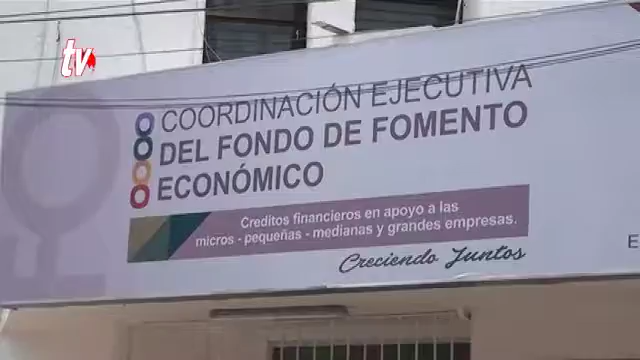 tv
COORDINACIÓN EJECUTIVA
DEL FONDO DE FOMENTO
ECONÓMICO
Creditos financieros en apoyo a las
micros - pequeñas - medianas y grandes empresas.
Creciendo Juntos
E